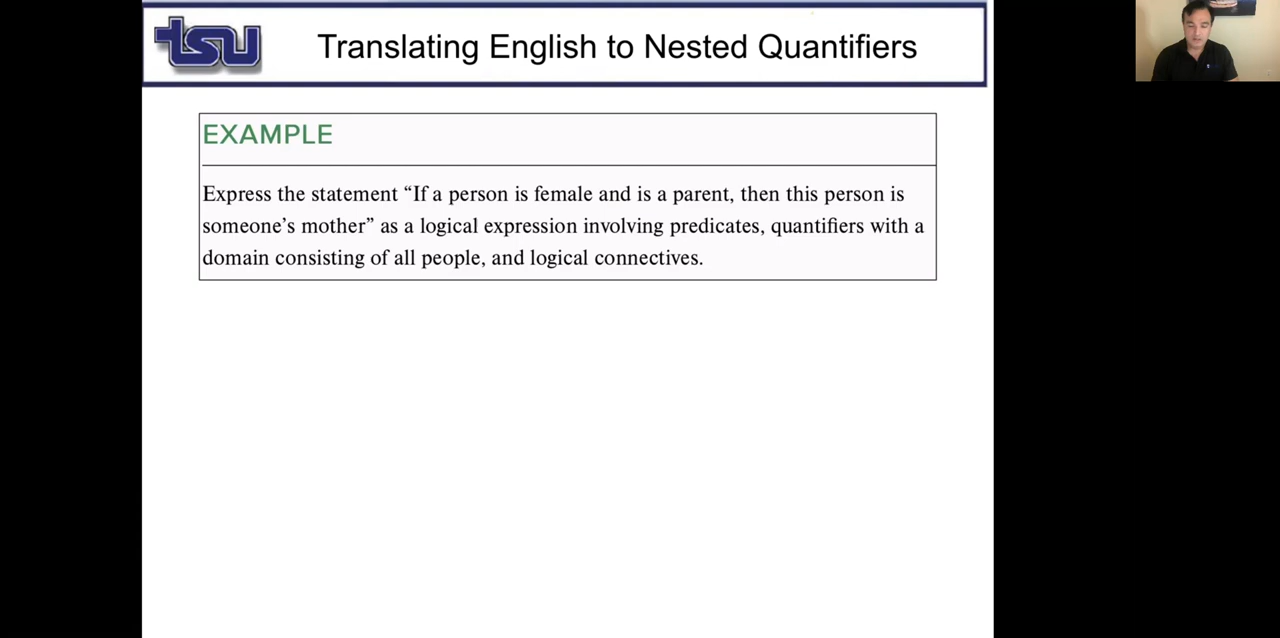 tsu
Translating English to Nested Quantifiers
EXAMPLE
Express the statement “If a person is female and is a parent, then this person is
someone’s mother” as a logical expression involving predicates, quantifiers with a
domain consisting of all people, and logical connectives.